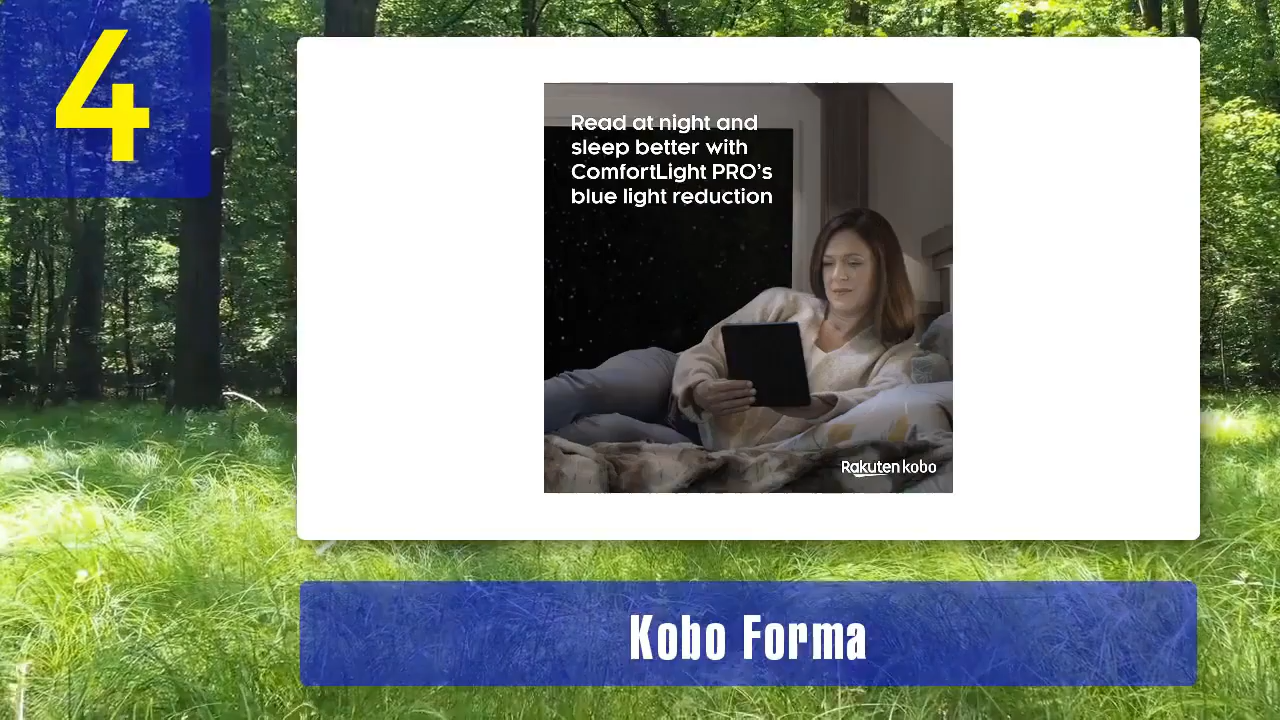 4
Read at night and
sleep better with
ComfortLight PRO's
blue light reduction
Rakuten kobo
Kobo Forma